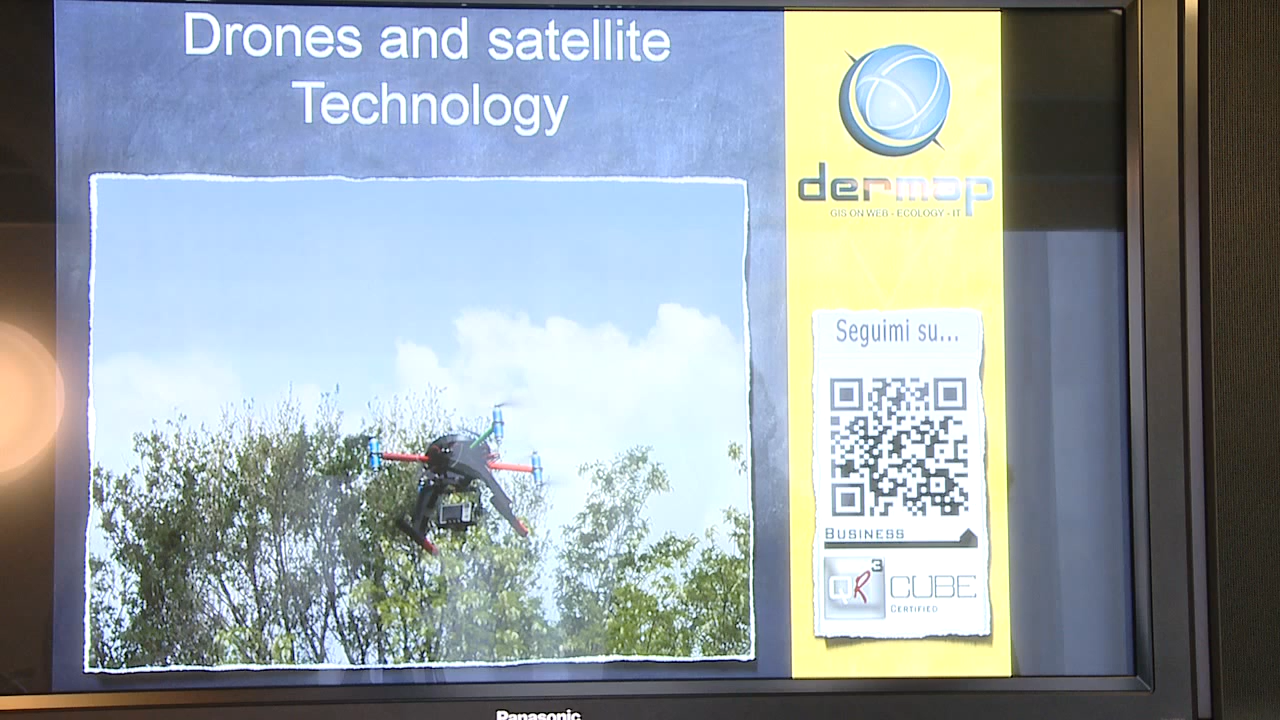 Drones and satellite
Technology
dermap
GIS ON WEB - ECOLOGY - IT
Seguimi su...
BUSINESS
QR3 CUBE
CERTIFIED
Panasonic